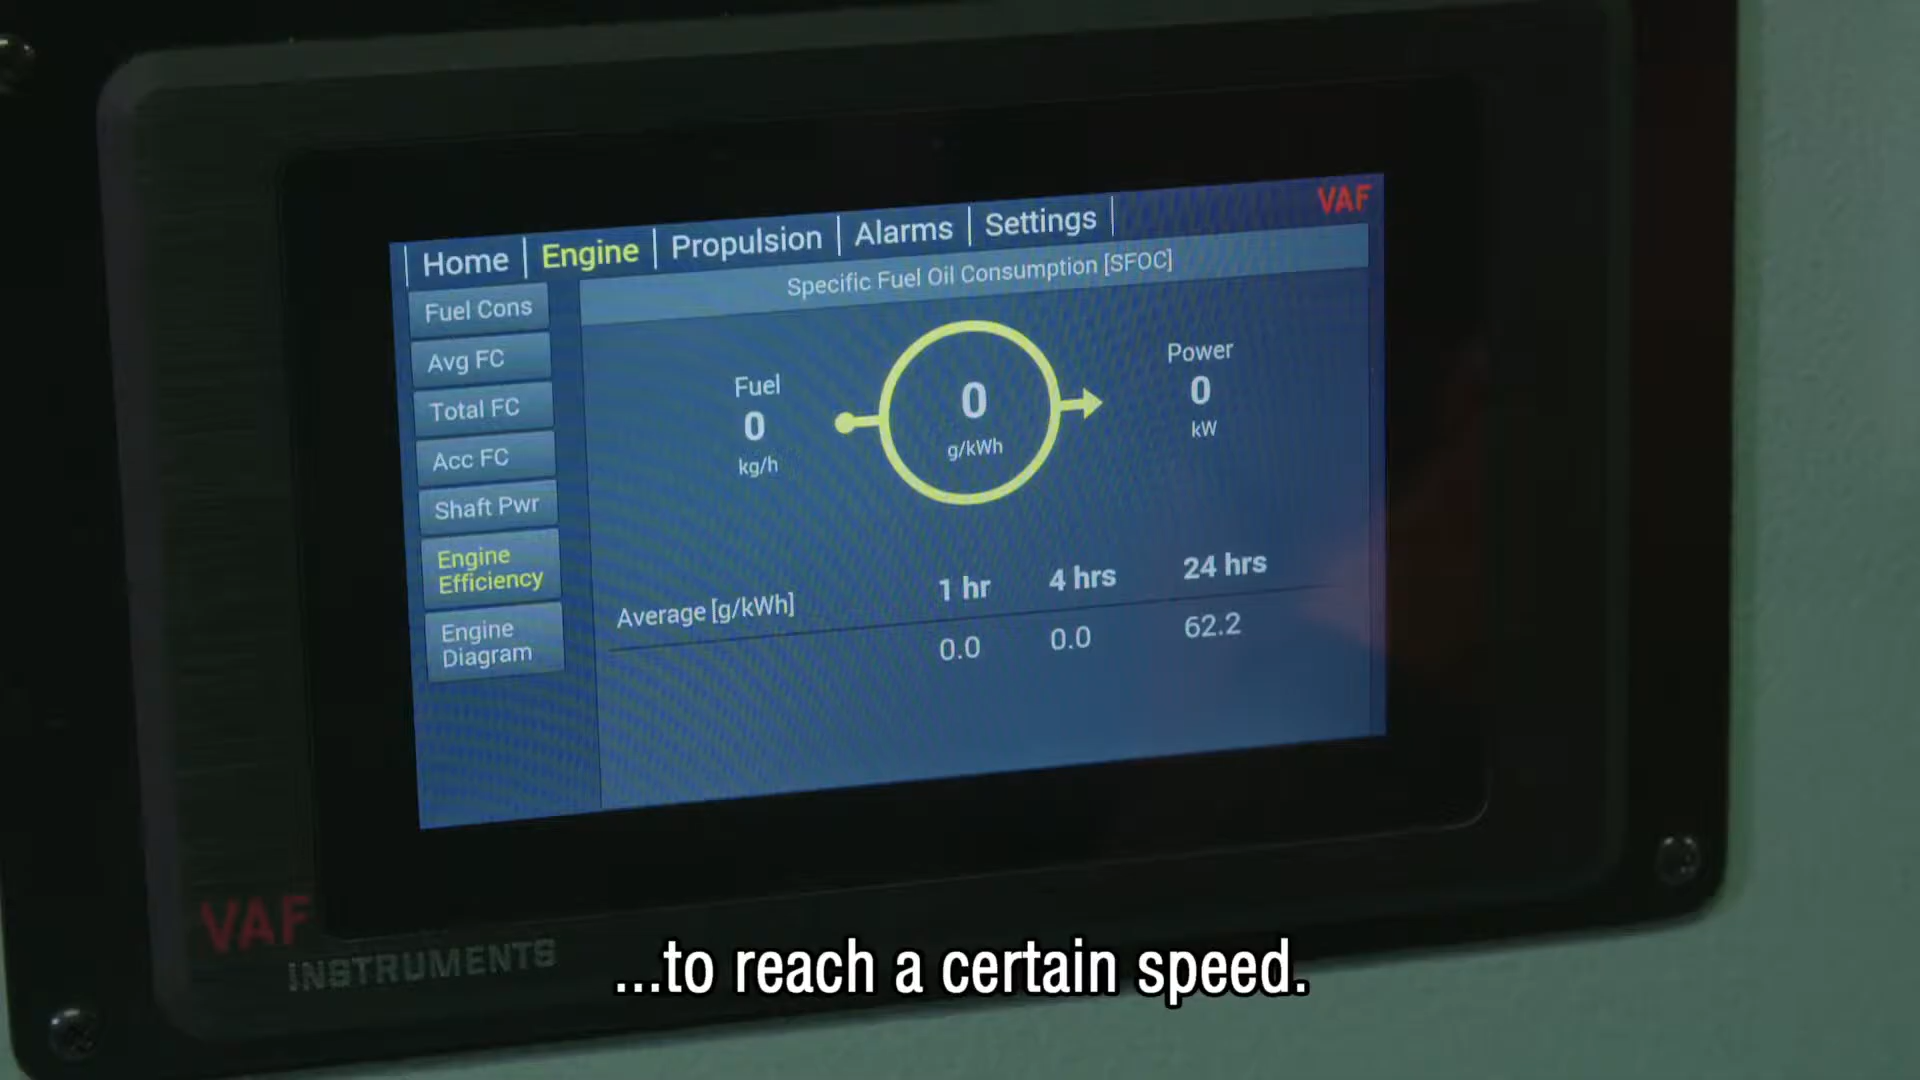 VAF
Home
Engine
Propulsion
Alarms
Settings
Specific Fuel Oil Consumption [SFOC]
Fuel Cons
Avg FC
Total FC
Acc FC
Shaft Pwr
Engine
Efficiency
Engine
Diagram
Fuel
0
kg/h
0
g/kWh
Power
0
kW
Average [g/kWh]
1 hr
4 hrs
24 hrs
0.0
0.0
62.2
VAF
INSTRUMENTS
...to reach a certain speed.